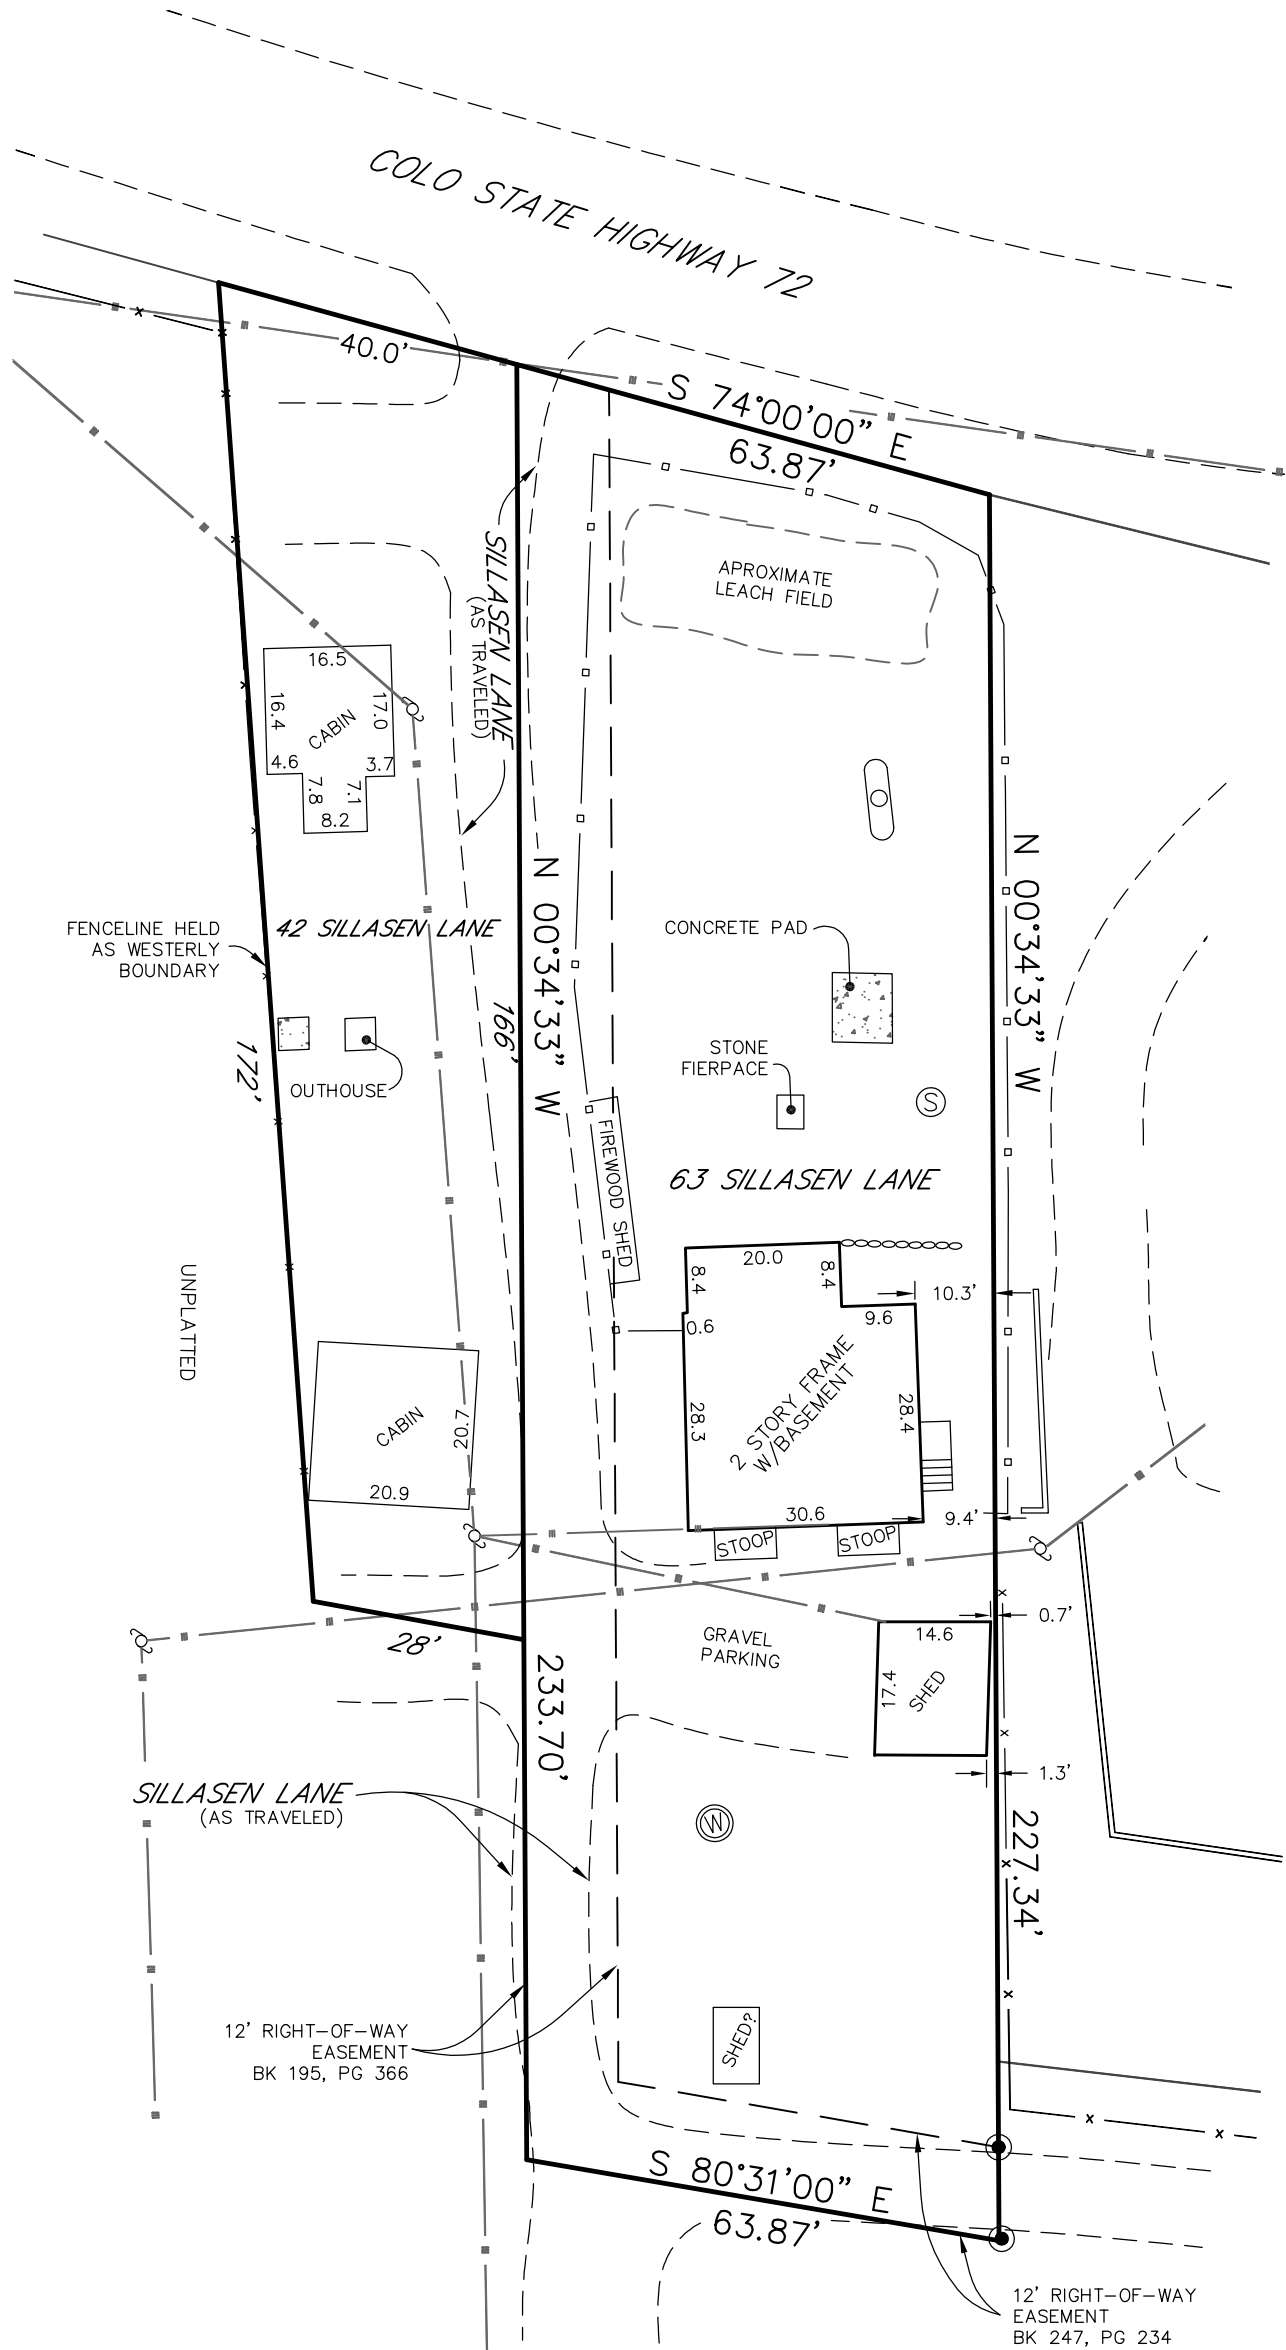 COLO STATE HIGHWAY 72
40.0'
S 74°00'00" E
63.87'
APROXIMATE
LEACH FIELD
SILLASEN LANE
(AS TRAVELED)
16.5
16.4
17.0
CABIN
4.6
3.7
7.8
7.1
8.2
N 00°34'33" W
N 00°34'33" W
FENCELINE HELD
AS WESTERLY
BOUNDARY
42 SILLASEN LANE
CONCRETE PAD
166'
172'
OUTHOUSE
STONE
FIERPACE
S
FIREWOOD SHED
63 SILLASEN LANE
UNPLATTED
20.0
8.4
8.4
10.3'
9.6
0.6
2 STORY FRAME
W/BASEMENT
28.3
28.4
CABIN
20.7
20.9
30.6
9.4'
STOOP
STOOP
0.7'
28'
GRAVEL
PARKING
14.6
17.4
SHED
233.70'
1.3'
SILLASEN LANE
(AS TRAVELED)
W
227.34'
12' RIGHT-OF-WAY
EASEMENT
BK 195, PG 366
SHED?
S 80°31'00" E
63.87'
12' RIGHT-OF-WAY
EASEMENT
BK 247, PG 234